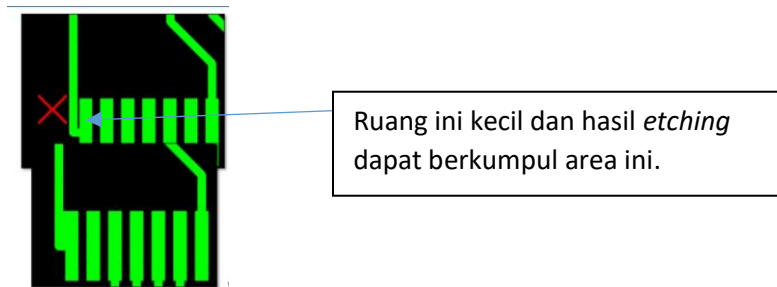 Ruang ini kecil dan hasil etching
dapat berkumpul area ini.